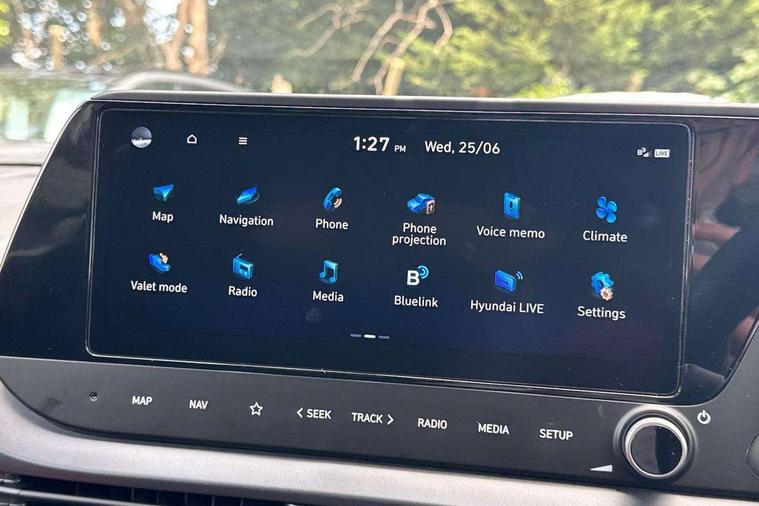 1:27 PM Wed, 25/06
B LIVE
Map
Navigation
Phone
Phone
projection
Voice memo
Climate
Valet mode
Radio
Media
B
Bluelink
Hyundai LIVE
Settings
MAP NAV < SEEK TRACK > RADIO MEDIA SETUP